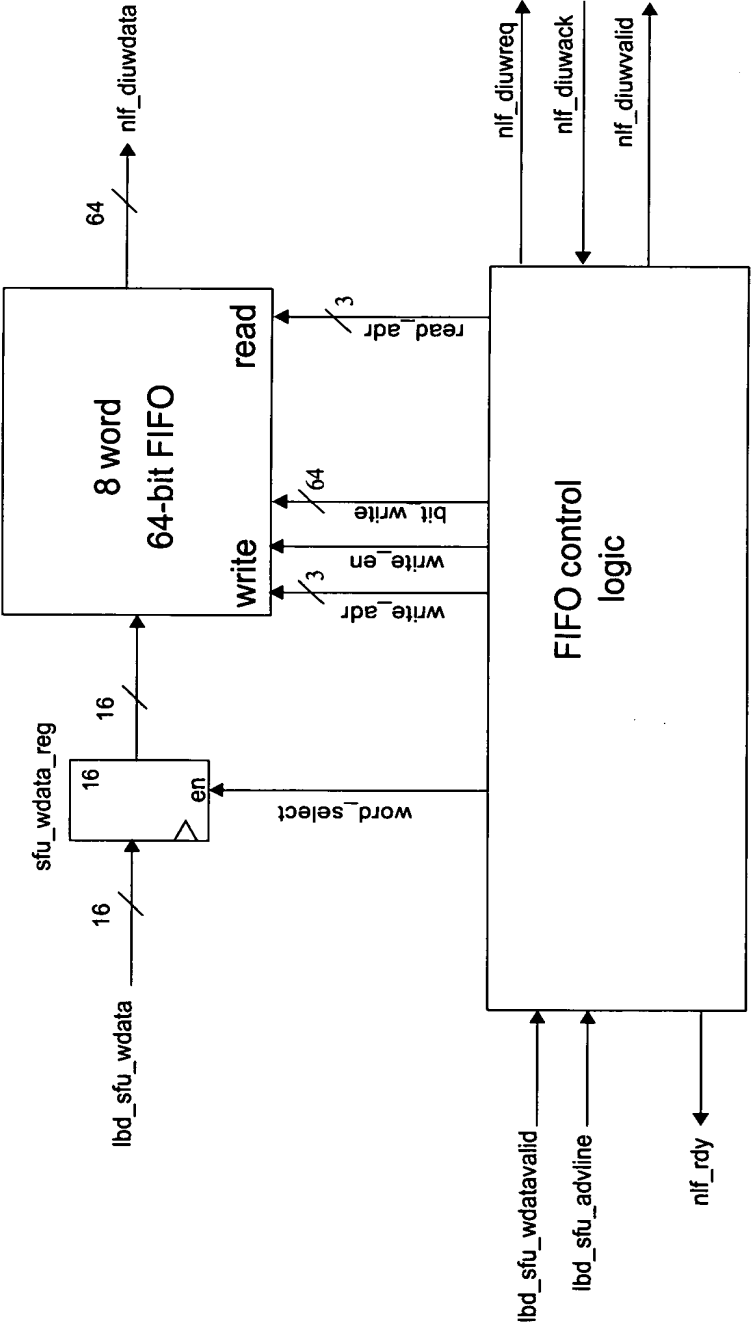 sfu_wdata_reg
lbd_sfu_wdata
16
16
en
16
8 word
64-bit FIFO
write
read
64
nlf_diuwdata
word_select
write_adr
3
write_en
bit_write
64
read_adr
3
FIFO control
logic
lbd_sfu_wdatavalid
lbd_sfu_advline
nlf_rdy
nlf_diuwreq
nlf_diuwack
nlf_diuwvalid